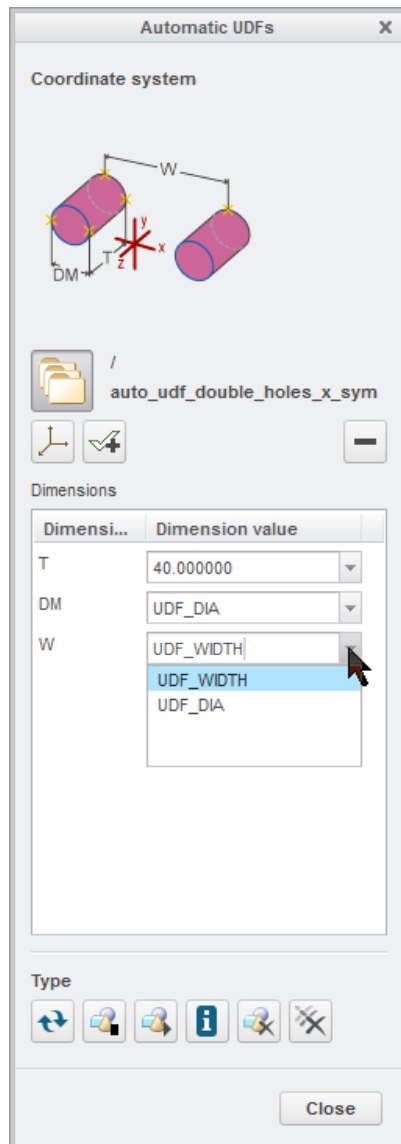 Automatic UDFs
Coordinate system
W
y
x
z
T
DM
/
auto_udf_double_holes_x_sym
Dimensions
Dimensi... Dimension value
T 40.000000
DM UDF_DIA
W UDF_WIDTH
UDF_WIDTH
UDF_DIA
Type
Close